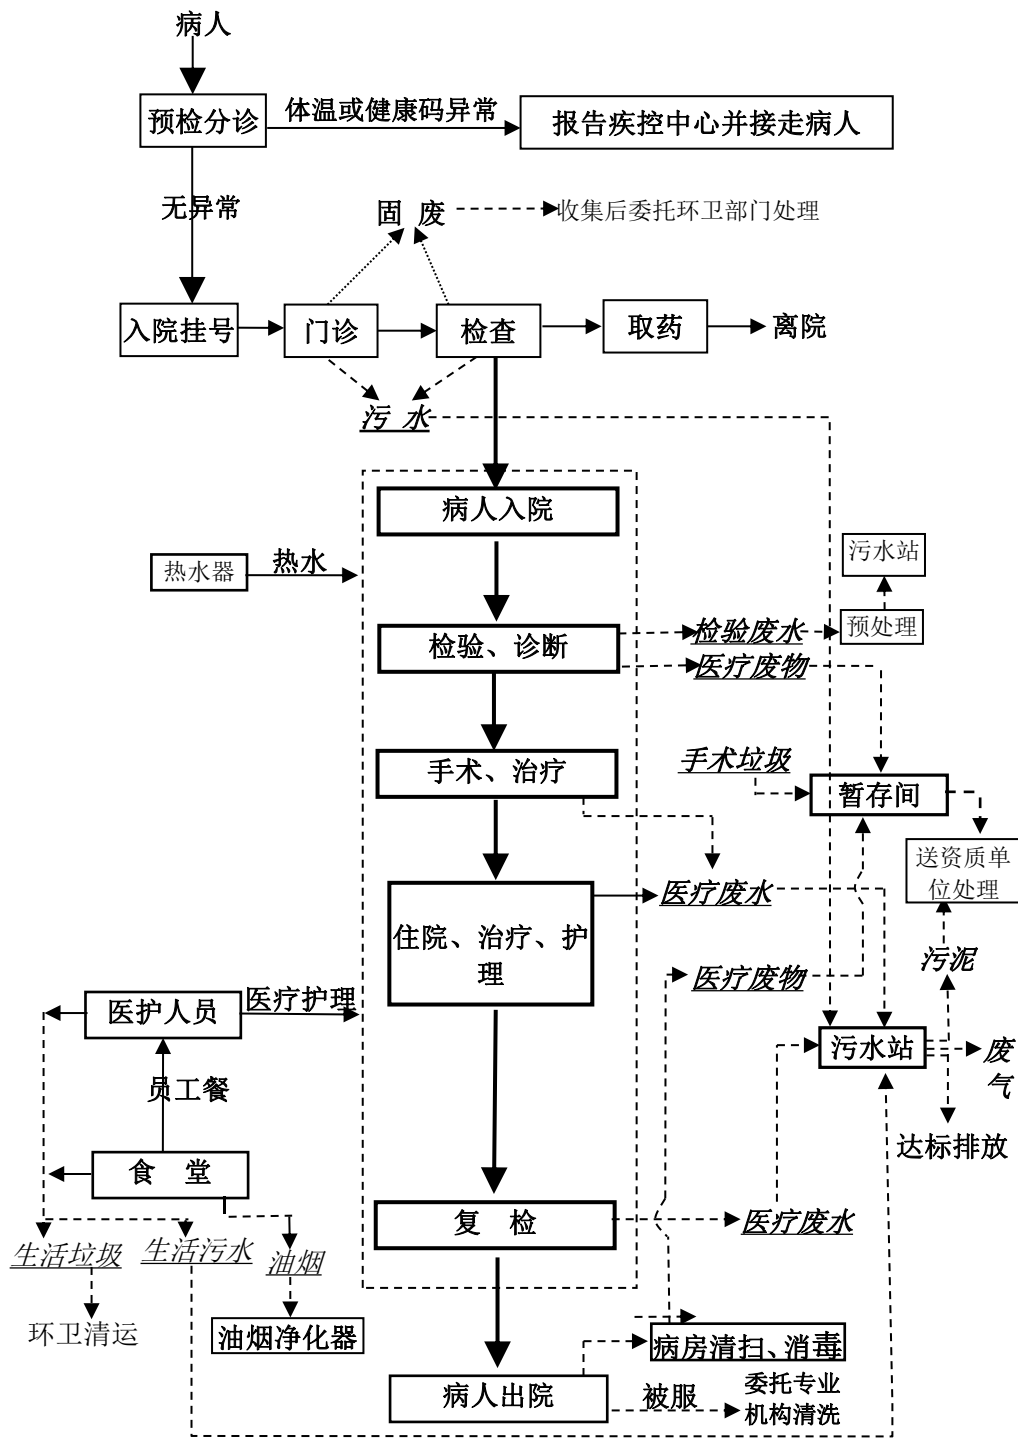 病人
预检分诊
体温或健康码异常
报告疾控中心并接走病人
无异常
固 废
收集后委托环卫部门处理
入院挂号
门诊
检查
取药
离院
污 水
病人入院
热水器
热水
污水站
预处理
检验、诊断
检验废水
医疗废物
手术、治疗
手术垃圾
暂存间
送资质单
位处理
住院、治疗、护
理
医疗废水
医疗废物
污泥
医护人员
医疗护理
污水站
废
气
员工餐
达标排放
食 堂
复 检
医疗废水
生活垃圾
生活污水
油烟
环卫清运
油烟净化器
病房清扫、消毒
病人出院
被服
委托专业
机构清洗